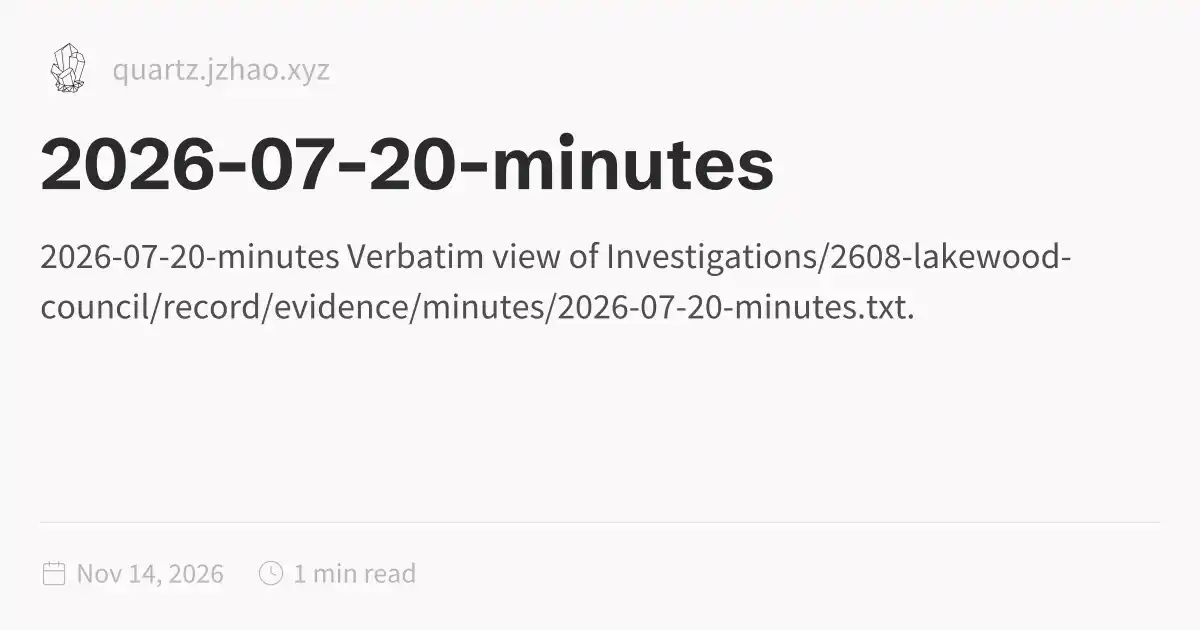 quartz.jzhao.xyz
2026-07-20-minutes
2026-07-20-minutes Verbatim view of Investigations/2608-lakewood-
council/record/evidence/minutes/2026-07-20-minutes.txt.
Nov 14, 2026 1 min read